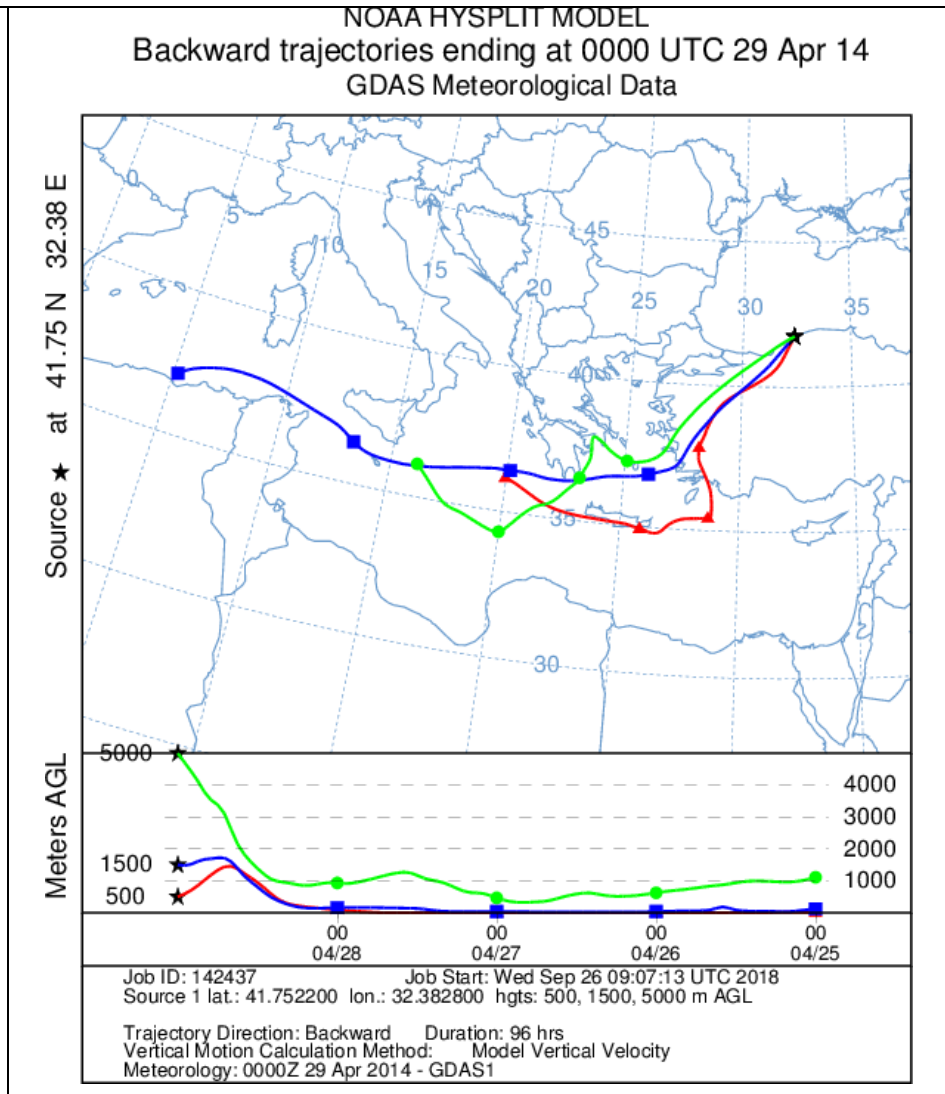 NOAA HYSPLIT MODEL
Backward trajectories ending at 0000 UTC 29 Apr 14
GDAS Meteorological Data
Source ★ at 41.75 N 32.38 E
0
5
10
15
20
25
30
35
45
40
35
30
Meters AGL
5000
1500
500
4000
3000
2000
1000
00 00 00 00
04/28 04/27 04/26 04/25
Job ID: 142437 Job Start: Wed Sep 26 09:07:13 UTC 2018
Source 1 lat.: 41.752200 lon.: 32.382800 hgts: 500, 1500, 5000 m AGL
Trajectory Direction: Backward Duration: 96 hrs
Vertical Motion Calculation Method: Model Vertical Velocity
Meteorology: 0000Z 29 Apr 2014 - GDAS1